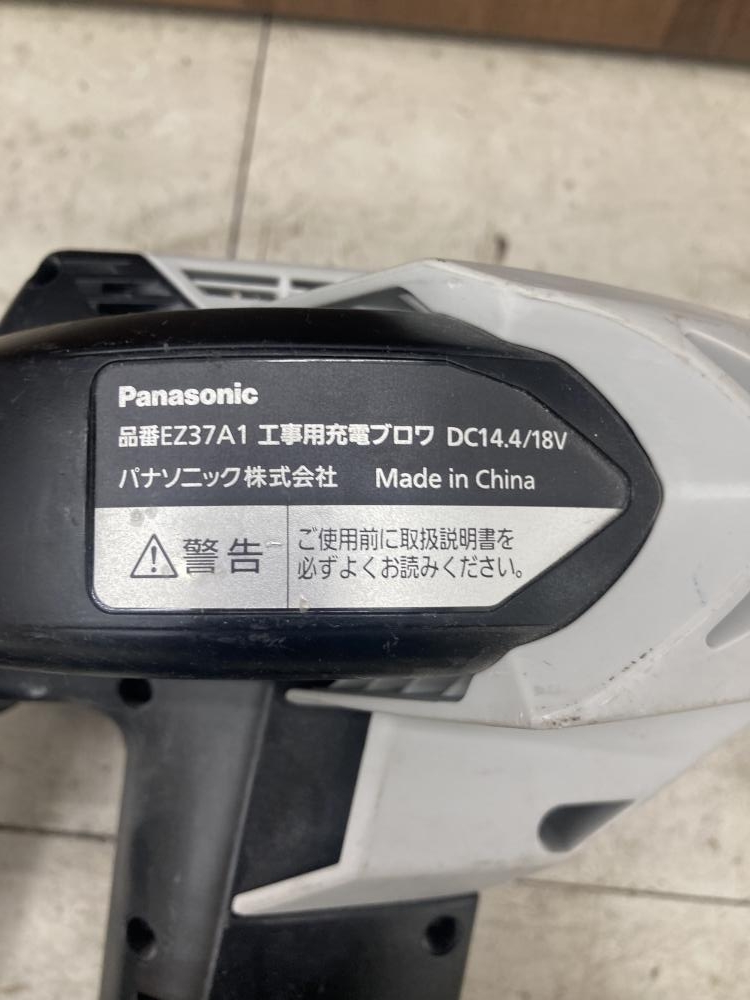 Panasonic
品番EZ37A1 工事用充電ブロワ DC14.4/18V
パナソニック株式会社 Made in China
警告
ご使用前に取扱説明書を
必ずよくお読みください。